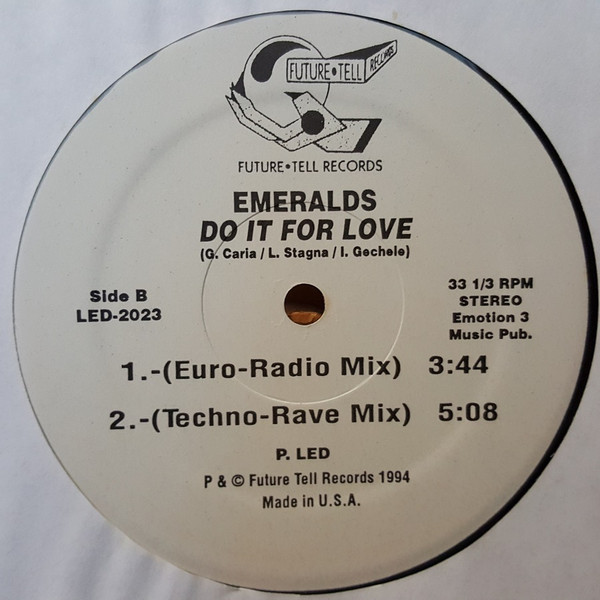 FUTURE•TELL RECORDS
FUTURE•TELL RECORDS
EMERALDS
DO IT FOR LOVE
(G. Caria / L. Stagna / I. Gechele)
Side B
LED-2023
33 1/3 RPM
STEREO
Emotion 3
Music Pub.
1.-(Euro-Radio Mix) 3:44
2.-(Techno-Rave Mix) 5:08
P. LED
P & © Future Tell Records 1994
Made in U.S.A.